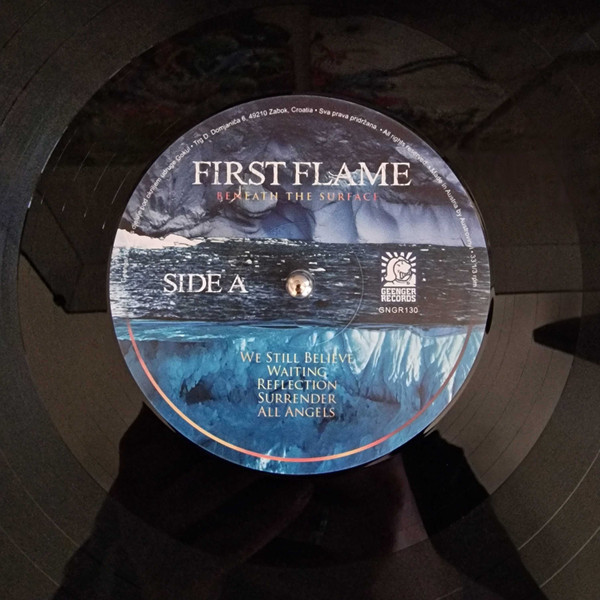 Trg D. Domjanića 6, 49210 Zabok, Croatia • Sva prava pridržana. • All rights
FIRST FLAME
BENEATH THE SURFACE
SIDE A
GEENGER
RECORDS
GNGR130
WE STILL BELIEVE
WAITING
REFLECTION
SURRENDER
ALL ANGELS